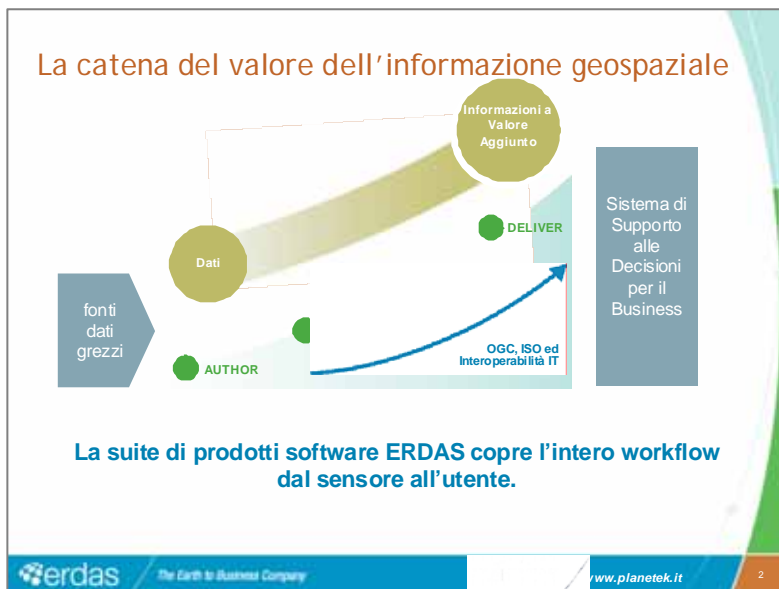 La catena del valore dell'informazione geospaziale
Informazioni a
Valore
Aggiunto
Dati
DELIVER
fonti
dati
grezzi
AUTHOR
OGC, ISO ed
Interoperabilità IT
Sistema di
Supporto
alle
Decisioni
per il
Business
La suite di prodotti software ERDAS copre l'intero workflow
dal sensore all'utente.
erdas
The Earth to Business Company
www.planetek.it
2